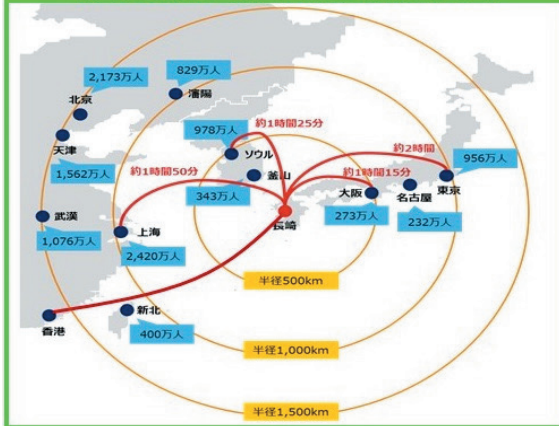 2,173万人
829万人
北京
瀋陽
978万人
約1時間25分
天津
ソウル
約2時間
956万人
1,562万人
約1時間50分
釜山
約1時間15分
東京
343万人
大阪
名古屋
武漢
長崎
273万人
232万人
1,076万人
上海
2,420万人
半径500km
新北
香港
400万人
半径1,000km
半径1,500km